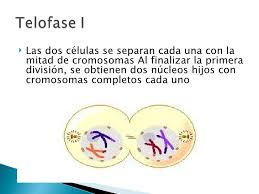 Telofase I
Las dos células se separan cada una con la
mitad de cromosomas Al finalizar la primera
división, se obtienen dos núcleos hijos con
cromosomas completos cada uno